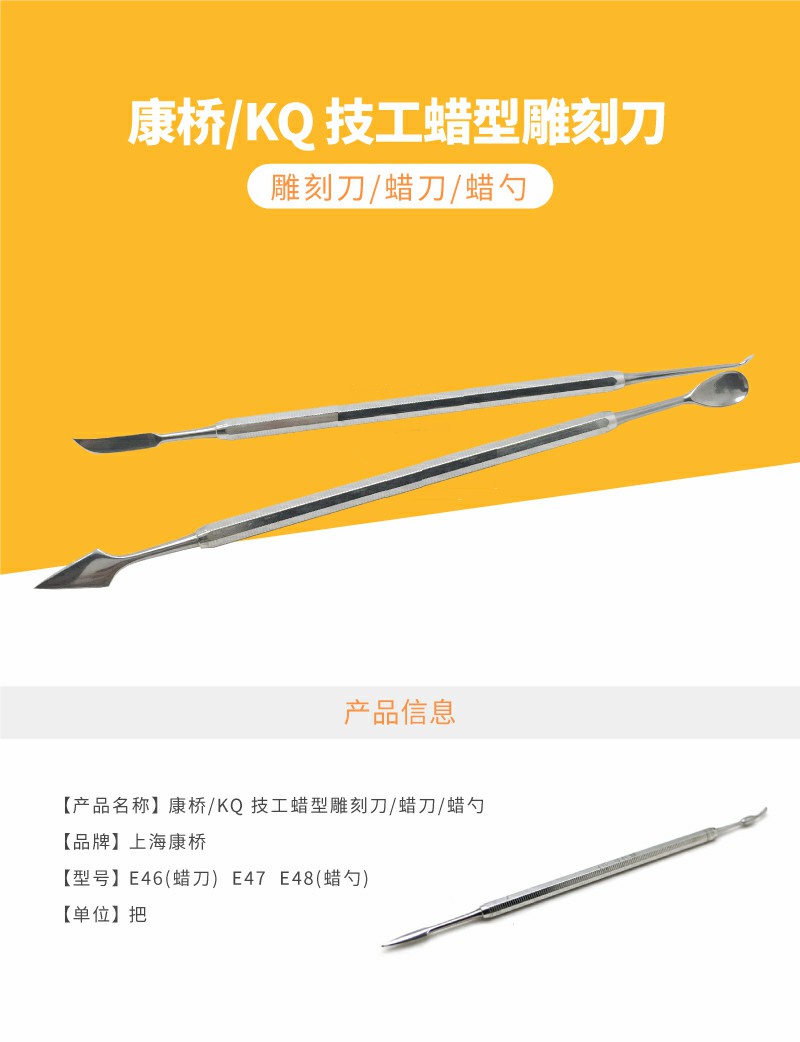 康桥/KQ 技工蜡型雕刻刀
雕刻刀/蜡刀/蜡勺
产品信息
【产品名称】康桥/KQ 技工蜡型雕刻刀/蜡刀/蜡勺
【品牌】上海康桥
【型号】E46(蜡刀) E47 E48(蜡勺)
【单位】把